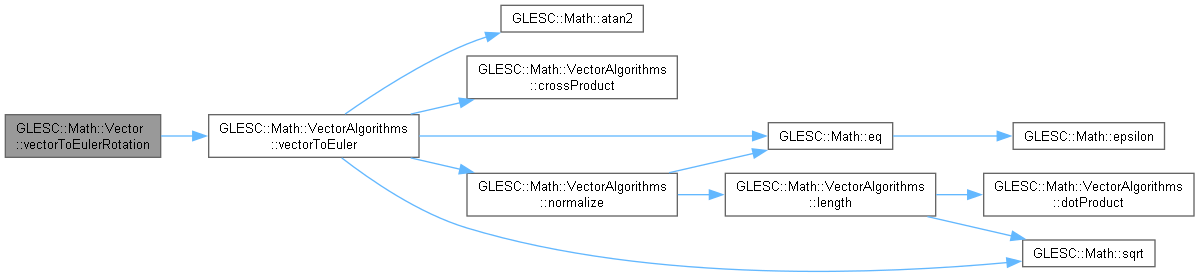 GLESC::Math::Vector
::vectorToEulerRotation
GLESC::Math::VectorAlgorithms
::vectorToEuler
GLESC::Math::atan2
GLESC::Math::VectorAlgorithms
::crossProduct
GLESC::Math::eq
GLESC::Math::epsilon
GLESC::Math::VectorAlgorithms
::normalize
GLESC::Math::VectorAlgorithms
::length
GLESC::Math::VectorAlgorithms
::dotProduct
GLESC::Math::sqrt